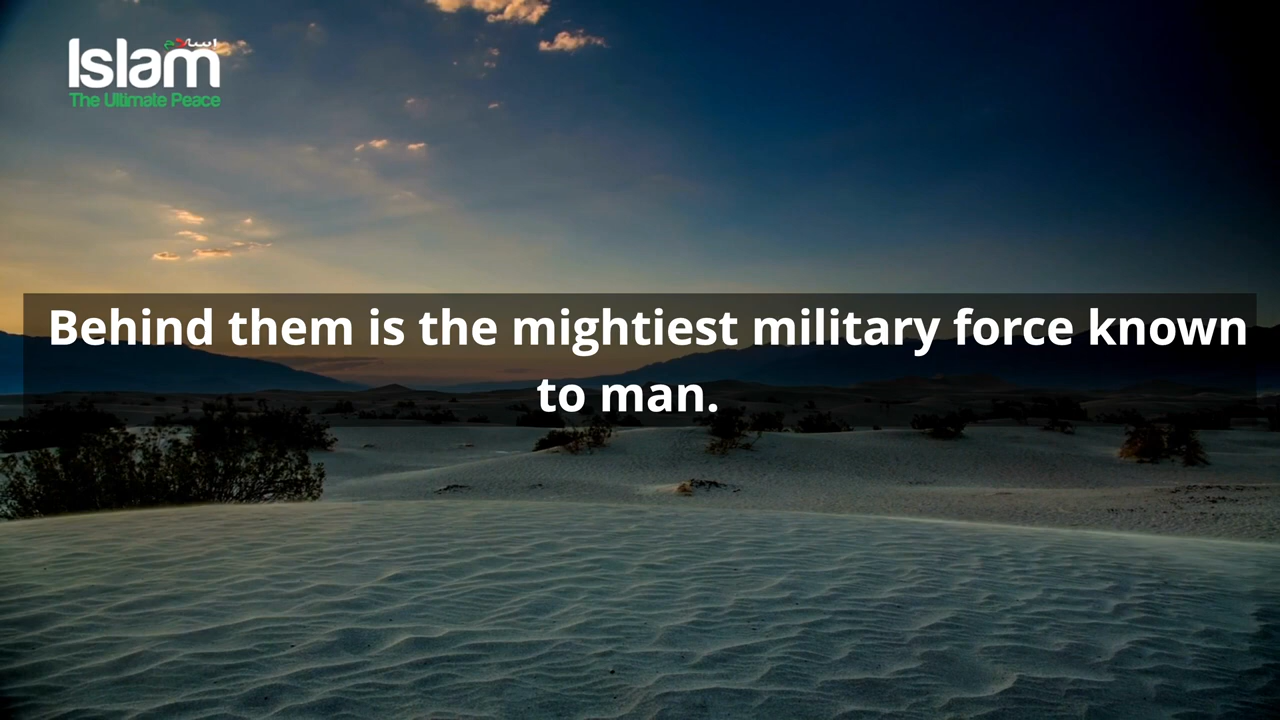 Islam
The Ultimate Peace
Behind them is the mightiest military force known
to man.